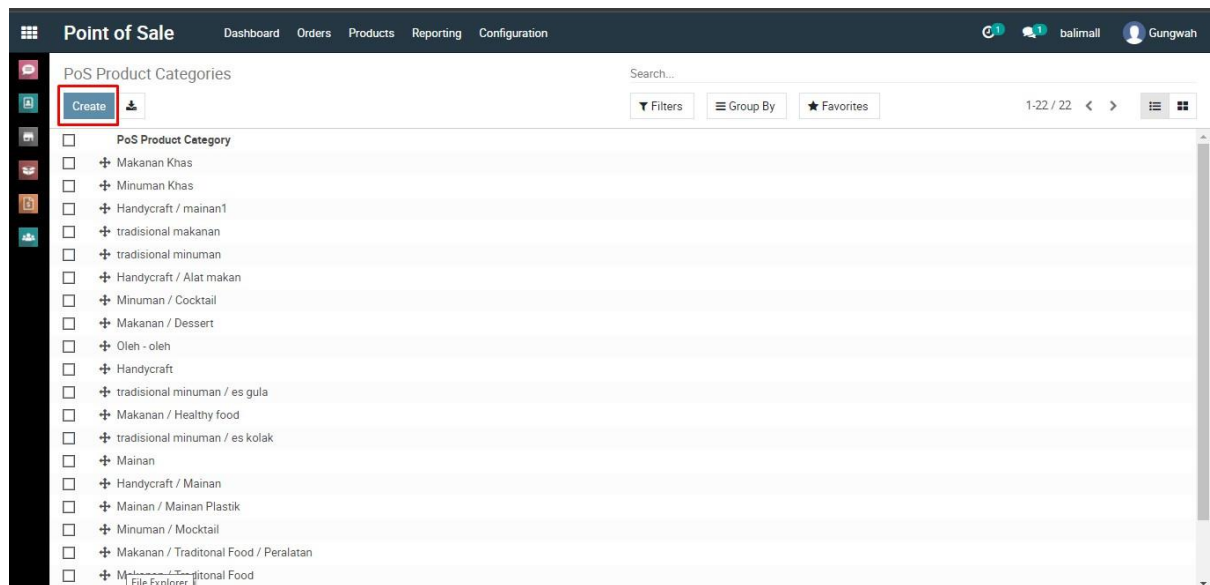 Point of Sale Dashboard Orders Products Reporting Configuration 1 1 balimall Gungwah
PoS Product Categories Search...
Create Filters Group By Favorites 1-22 / 22
PoS Product Category
Makanan Khas
Minuman Khas
Handycraft / mainan1
tradisional makanan
tradisional minuman
Handycraft / Alat makan
Minuman / Cocktail
Makanan / Dessert
Oleh - oleh
Handycraft
tradisional minuman / es gula
Makanan / Healthy food
tradisional minuman / es kolak
Mainan
Handycraft / Mainan
Mainan / Mainan Plastik
Minuman / Mocktail
Makanan / Traditonal Food / Peralatan
Makanan / Traditonal Food
File Explorer